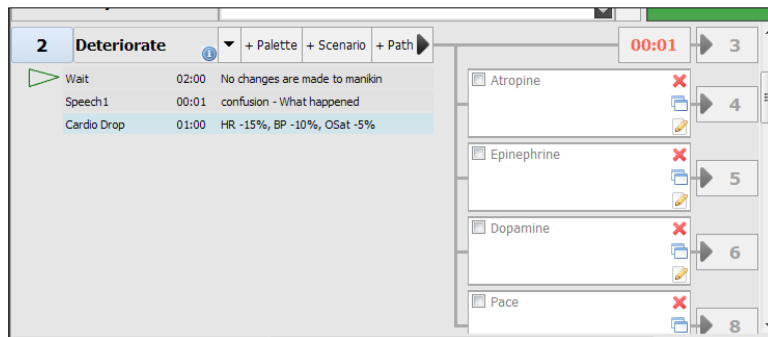 2 Deteriorate + Palette + Scenario + Path 00:01 3
Wait 02:00 No changes are made to manikin
Speech1 00:01 confusion - What happened
Cardio Drop 01:00 HR -15%, BP -10%, OSat -5%
Atropine
4
Epinephrine
5
Dopamine
6
Pace
8